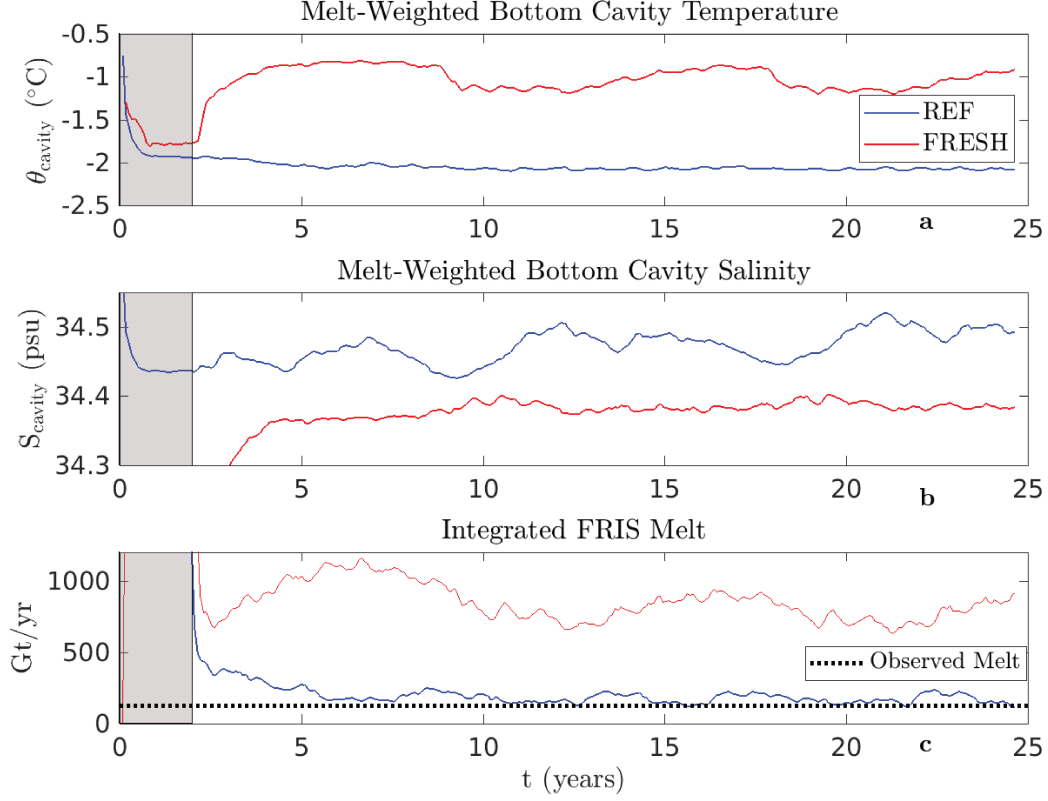 Melt-Weighted Bottom Cavity Temperature
θcavity (°C)
-0.5
-1
-1.5
-2
-2.5
REF
FRESH
0 5 10 15 20 25
a
Melt-Weighted Bottom Cavity Salinity
Scavity (psu)
34.5
34.4
34.3
0 5 10 15 20 25
b
Integrated FRIS Melt
Gt/yr
1000
500
0
Observed Melt
0 5 10 15 20 25
c
t (years)